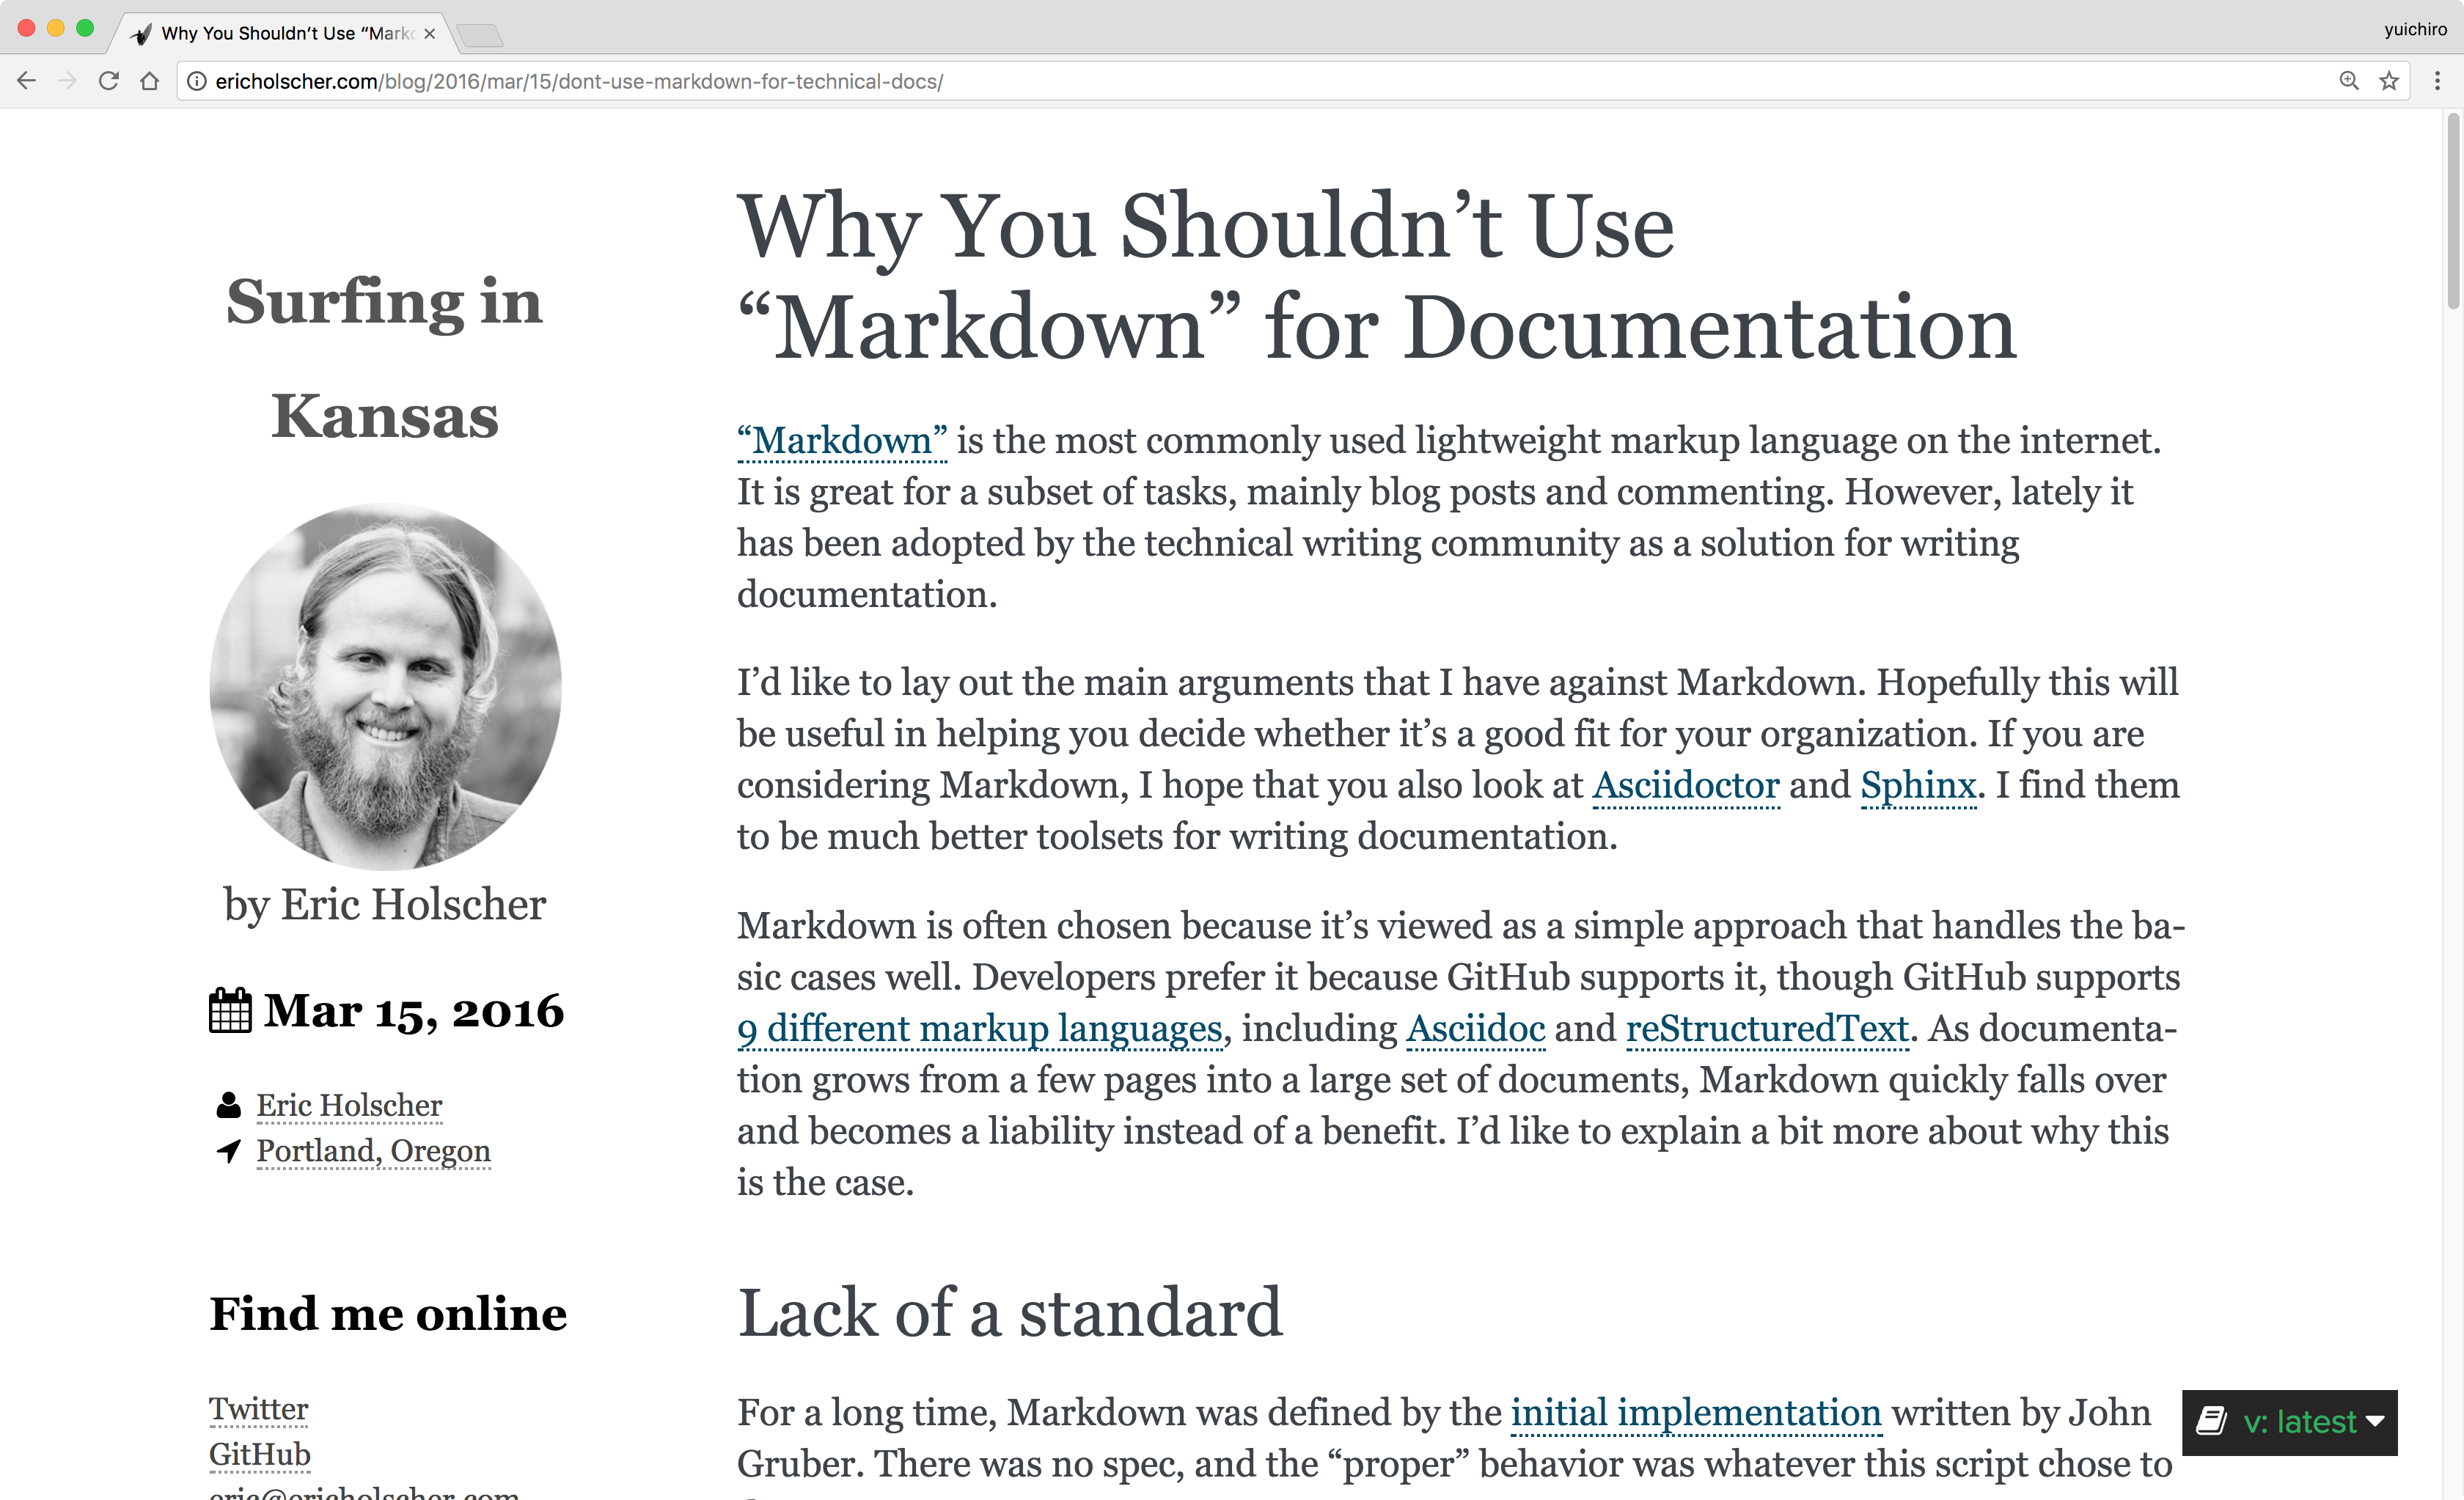 Why You Shouldn’t Use “Mark
yuichiro
ericholscher.com/blog/2016/mar/15/dont-use-markdown-for-technical-docs/
Surfing in
Kansas
by Eric Holscher
Mar 15, 2016
Eric Holscher
Portland, Oregon
Find me online
Twitter
GitHub
eric@ericholscher.com
Why You Shouldn’t Use
“Markdown” for Documentation
“Markdown” is the most commonly used lightweight markup language on the internet.
It is great for a subset of tasks, mainly blog posts and commenting. However, lately it
has been adopted by the technical writing community as a solution for writing
documentation.
I’d like to lay out the main arguments that I have against Markdown. Hopefully this will
be useful in helping you decide whether it’s a good fit for your organization. If you are
considering Markdown, I hope that you also look at Asciidoctor and Sphinx. I find them
to be much better toolsets for writing documentation.
Markdown is often chosen because it’s viewed as a simple approach that handles the ba-
sic cases well. Developers prefer it because GitHub supports it, though GitHub supports
9 different markup languages, including Asciidoc and reStructuredText. As documenta-
tion grows from a few pages into a large set of documents, Markdown quickly falls over
and becomes a liability instead of a benefit. I’d like to explain a bit more about why this
is the case.
Lack of a standard
For a long time, Markdown was defined by the initial implementation written by John
Gruber. There was no spec, and the “proper” behavior was whatever this script chose to
v: latest